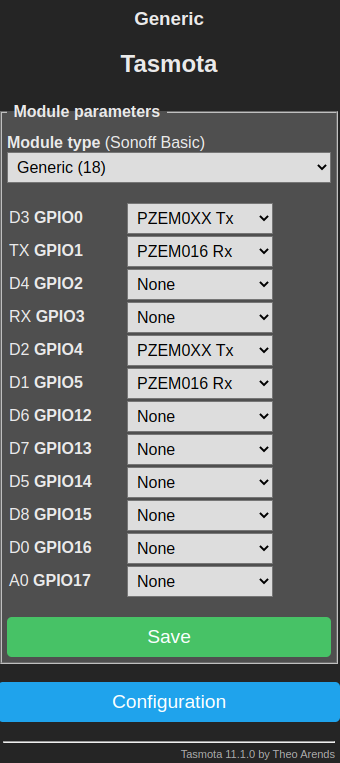 Generic
Tasmota
Module parameters
Module type (Sonoff Basic)
Generic (18)
D3 GPIO0 PZEM0XX Tx
TX GPIO1 PZEM016 Rx
D4 GPIO2 None
RX GPIO3 None
D2 GPIO4 PZEM0XX Tx
D1 GPIO5 PZEM016 Rx
D6 GPIO12 None
D7 GPIO13 None
D5 GPIO14 None
D8 GPIO15 None
D0 GPIO16 None
A0 GPIO17 None
Save
Configuration
Tasmota 11.1.0 by Theo Arends